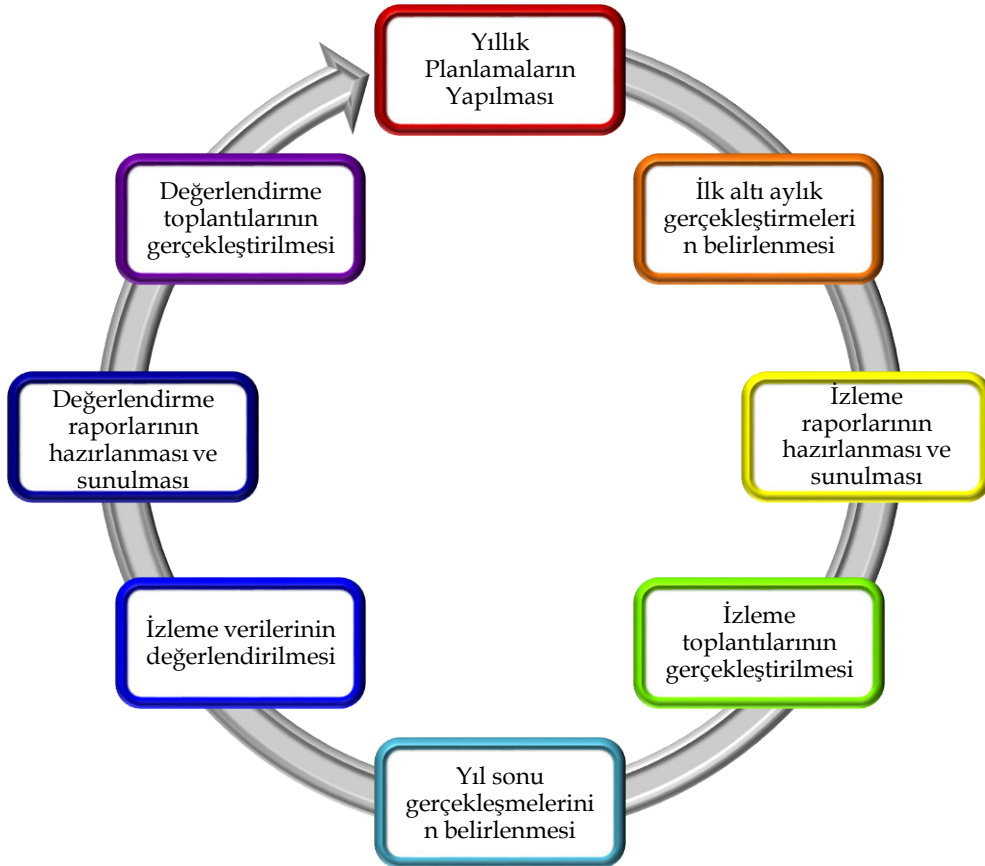 Yıllık
Planlamaların
Yapılması
İlk altı aylık
gerçekleştirmeleri
n belirlenmesi
İzleme
raporlarının
hazırlanması ve
sunulması
İzleme
toplantılarının
gerçekleştirilmesi
Yıl sonu
gerçekleşmelerini
n belirlenmesi
İzleme verilerinin
değerlendirilmesi
Değerlendirme
raporlarının
hazırlanması ve
sunulması
Değerlendirme
toplantılarının
gerçekleştirilmesi